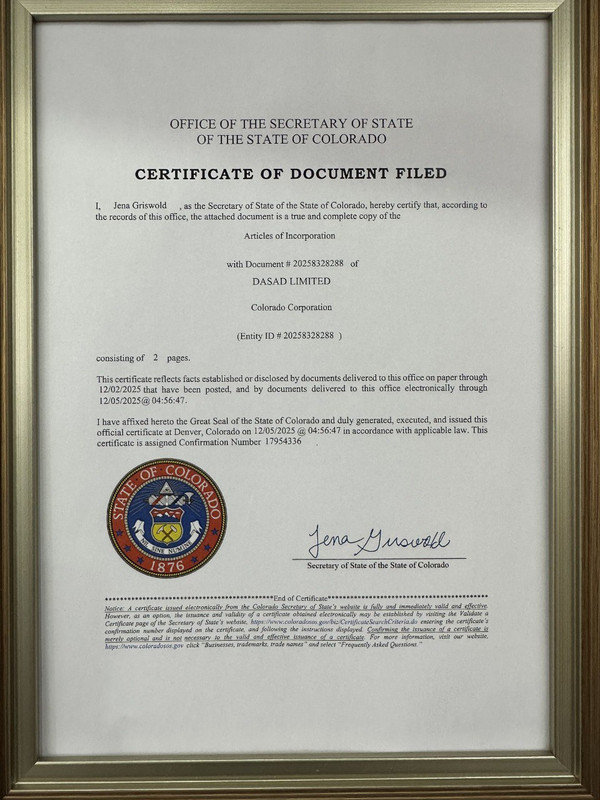 OFFICE OF THE SECRETARY OF STATE
OF THE STATE OF COLORADO
CERTIFICATE OF DOCUMENT FILED
I, Jena Griswold , as the Secretary of State of the State of Colorado, hereby certify that, according to
the records of this office, the attached document is a true and complete copy of the
Articles of Incorporation
with Document # 20258328288 of
DASAD LIMITED
Colorado Corporation
(Entity ID # 20258328288 )
consisting of 2 pages.
This certificate reflects facts established or disclosed by documents delivered to this office on paper through
12/02/2025 that have been posted, and by documents delivered to this office electronically through
12/05/2025@ 04:56:47.
I have affixed hereto the Great Seal of the State of Colorado and duly generated, executed, and issued this
official certificate at Denver, Colorado on 12/05/2025 @ 04:56:47 in accordance with applicable law. This
certificate is assigned Confirmation Number 17954336 .
STATE OF COLORADO
NIL SINE NUMINE
1876
Jena Griswold
Secretary of State of the State of Colorado
*********************************************End of Certificate*********************************************
Notice: A certificate issued electronically from the Colorado Secretary of State's website is fully and immediately valid and effective.
However, as an option, the issuance and validity of a certificate obtained electronically may be established by visiting the Validate a
Certificate page of the Secretary of State's website, https://www.coloradosos.gov/biz/CertificateSearchCriteria.do entering the certificate's
confirmation number displayed on the certificate, and following the instructions displayed. Confirming the issuance of a certificate is
merely optional and is not necessary to the valid and effective issuance of a certificate. For more information, visit our website,
https://www.coloradosos.gov click "Businesses, trademarks, trade names" and select "Frequently Asked Questions."